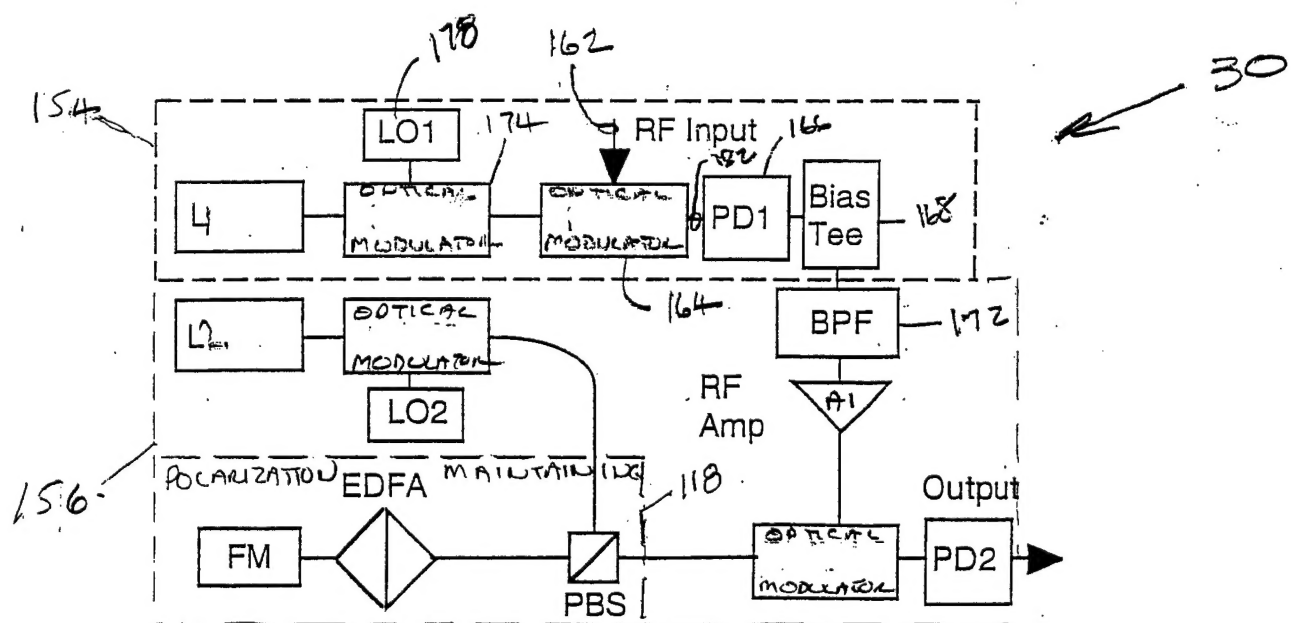 178
162
30
154
LO1
174
RF Input
166
182
L1
OPTICAL
MODULATOR
OPTICAL
MODULATOR
PD1
Bias
Tee
168
164
L2
OPTICAL
MODULATOR
BPF
172
LO2
RF
Amp
A1
156
POLARIZATION MAINTAINING
EDFA
118
Output
FM
PBS
OPTICAL
MODULATOR
PD2